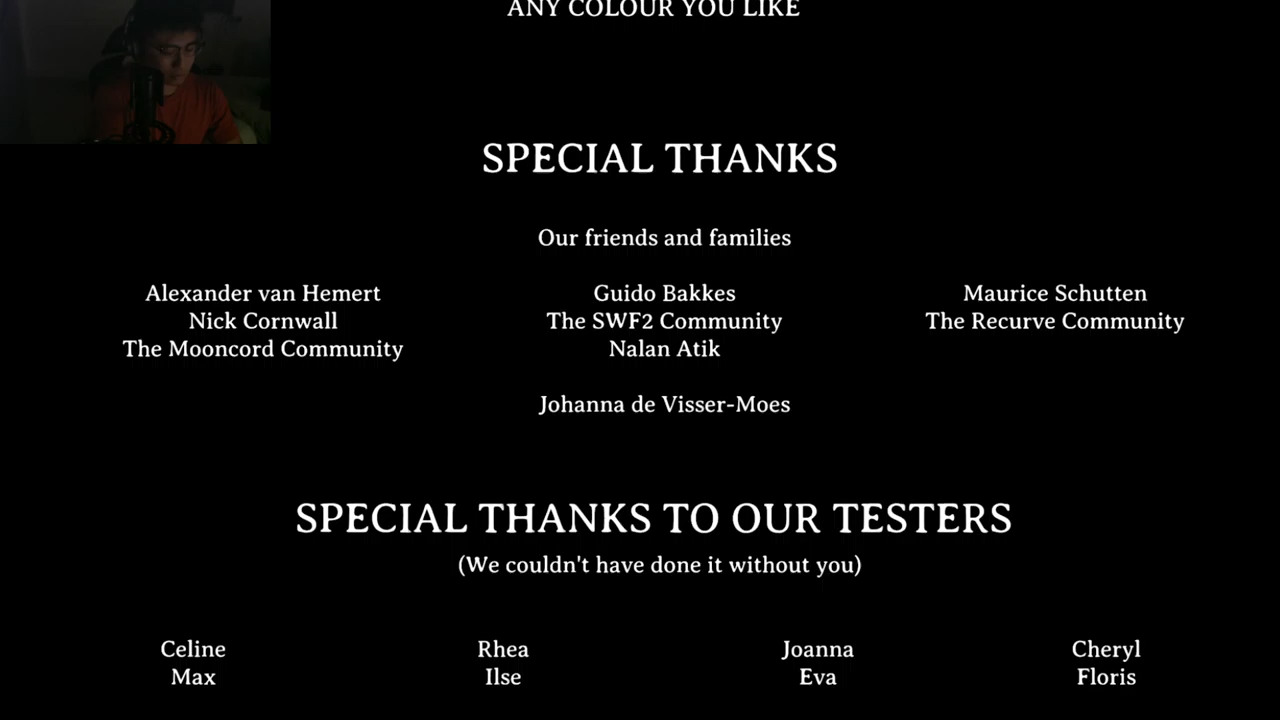 ANY COLOUR YOU LIKE
SPECIAL THANKS
Our friends and families
Alexander van Hemert Guido Bakkes Maurice Schutten
Nick Cornwall The SWF2 Community The Recurve Community
The Mooncord Community Nalan Atik
Johanna de Visser-Moes
SPECIAL THANKS TO OUR TESTERS
(We couldn't have done it without you)
Celine Rhea Joanna Cheryl
Max Ilse Eva Floris